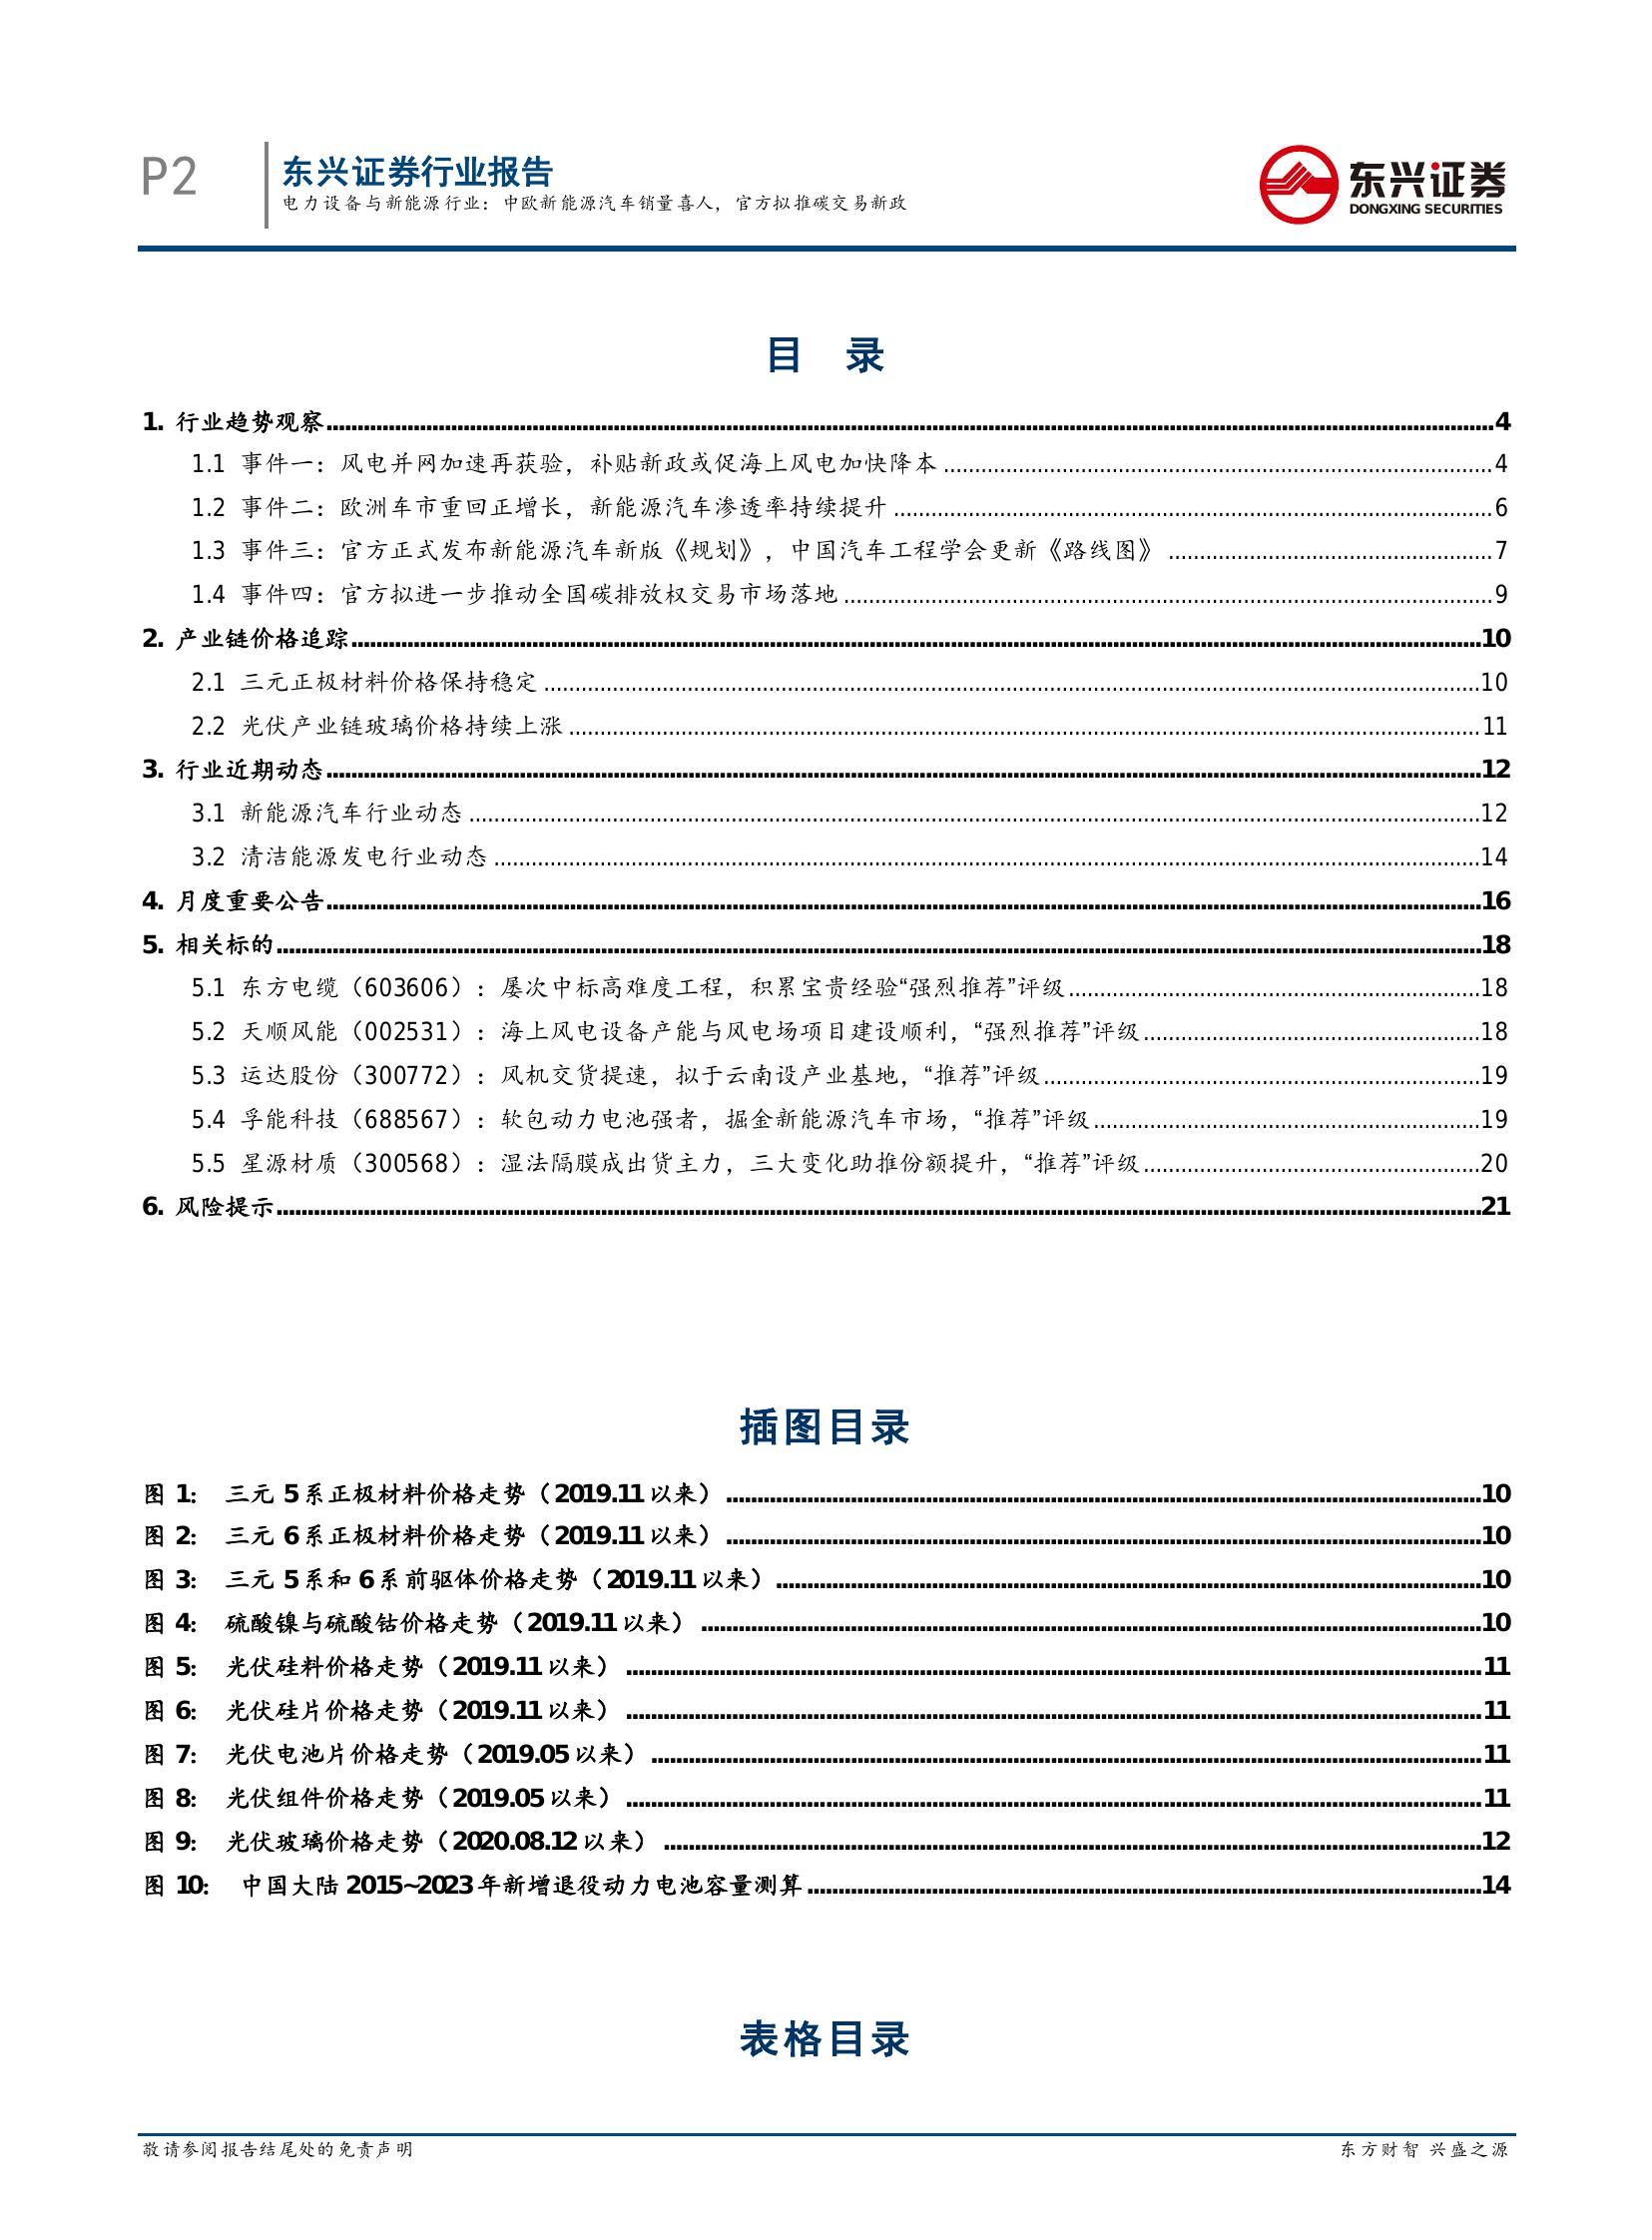 P2
东兴证券行业报告
电力设备与新能源行业：中欧新能源汽车销量喜人，官方拟推碳交易新政
东兴证券
DONGXING SECURITIES
目 录
1. 行业趋势观察 4
1.1 事件一：风电并网加速再获验，补贴新政或促海上风电加快降本 4
1.2 事件二：欧洲车市重回正增长，新能源汽车渗透率持续提升 6
1.3 事件三：官方正式发布新能源汽车新版《规划》，中国汽车工程学会更新《路线图》 7
1.4 事件四：官方拟进一步推动全国碳排放权交易市场落地 9
2. 产业链价格追踪 10
2.1 三元正极材料价格保持稳定 10
2.2 光伏产业链玻璃价格持续上涨 11
3. 行业近期动态 12
3.1 新能源汽车行业动态 12
3.2 清洁能源发电行业动态 14
4. 月度重要公告 16
5. 相关标的 18
5.1 东方电缆（603606）：屡次中标高难度工程，积累宝贵经验“强烈推荐”评级 18
5.2 天顺风能（002531）：海上风电设备产能与风电场项目建设顺利，“强烈推荐”评级 18
5.3 运达股份（300772）：风机交货提速，拟于云南设产业基地，“推荐”评级 19
5.4 孚能科技（688567）：软包动力电池强者，掘金新能源汽车市场，“推荐”评级 19
5.5 星源材质（300568）：湿法隔膜成出货主力，三大变化助推份额提升，“推荐”评级 20
6. 风险提示 21
插图目录
图 1： 三元 5 系正极材料价格走势（2019.11 以来） 10
图 2： 三元 6 系正极材料价格走势（2019.11 以来） 10
图 3： 三元 5 系和 6 系前驱体价格走势（2019.11 以来） 10
图 4： 硫酸镍与硫酸钴价格走势（2019.11 以来） 10
图 5： 光伏硅料价格走势（2019.11 以来） 11
图 6： 光伏硅片价格走势（2019.11 以来） 11
图 7： 光伏电池片价格走势（2019.05 以来） 11
图 8： 光伏组件价格走势（2019.05 以来） 11
图 9： 光伏玻璃价格走势（2020.08.12 以来） 12
图 10： 中国大陆 2015~2023 年新增退役动力电池容量测算 14
表格目录
敬请参阅报告结尾处的免责声明
东方财智 兴盛之源